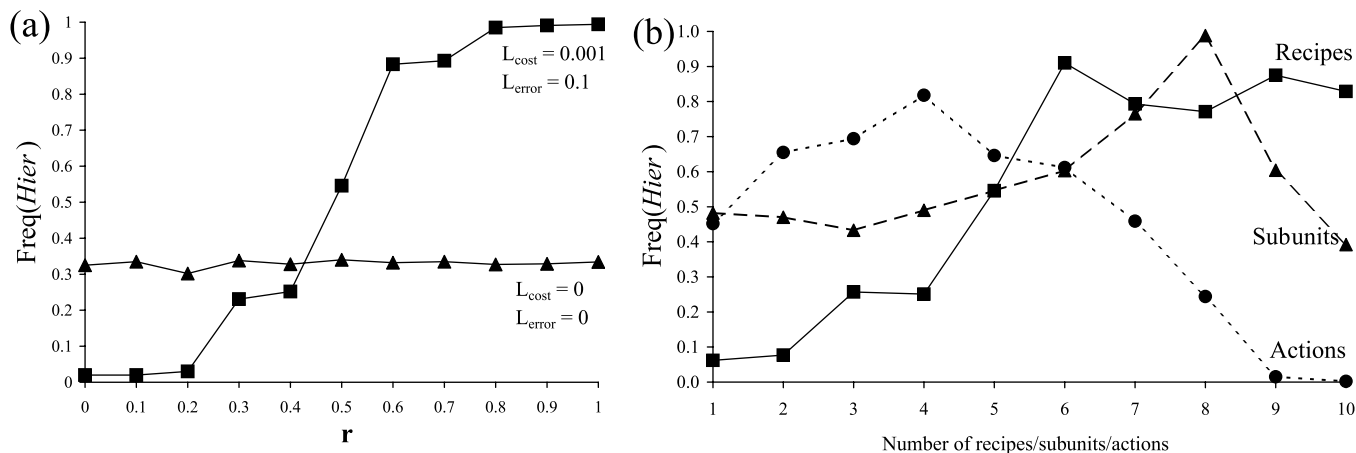 (a)
Freq(Hier)
1
0.9
0.8
0.7
0.6
0.5
0.4
0.3
0.2
0.1
0
L_cost = 0.001
L_error = 0.1
L_cost = 0
L_error = 0
0 0.1 0.2 0.3 0.4 0.5 0.6 0.7 0.8 0.9 1
r
(b)
Freq(Hier)
1.0
0.9
0.8
0.7
0.6
0.5
0.4
0.3
0.2
0.1
0.0
Recipes
Subunits
Actions
1 2 3 4 5 6 7 8 9 10
Number of recipes/subunits/actions